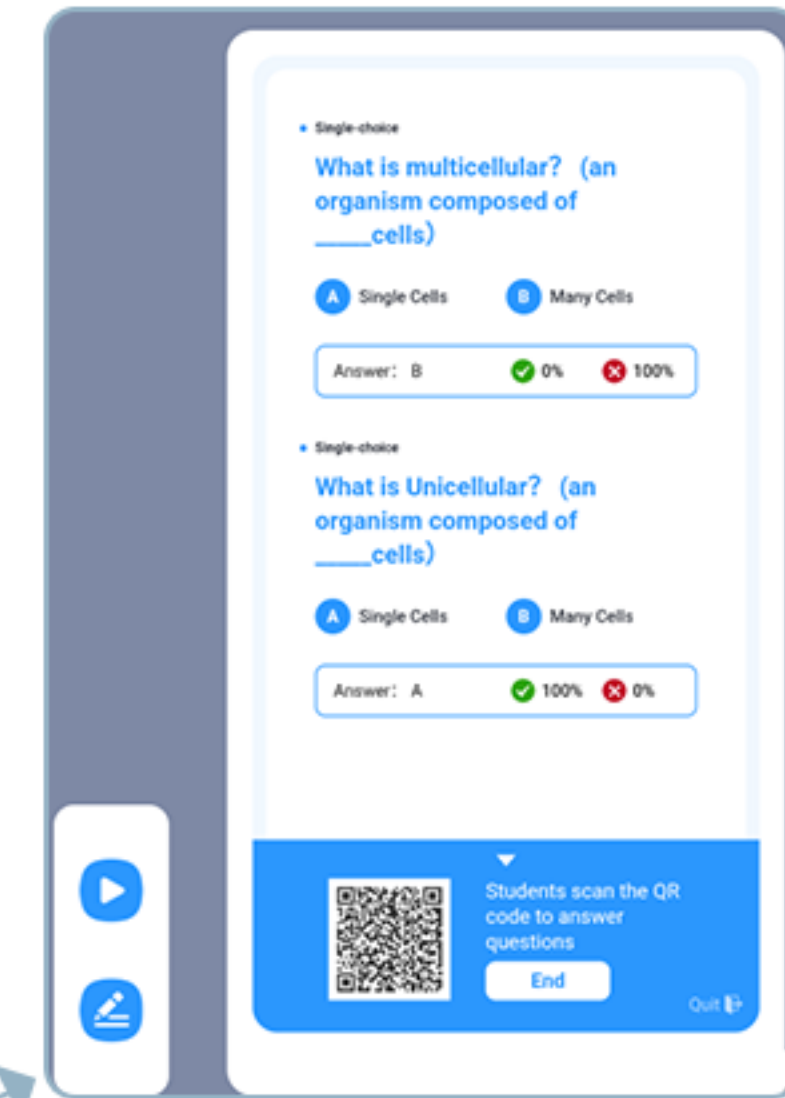 Single-choice
What is multicellular? (an
organism composed of
_____cells)
A Single Cells B Many Cells
Answer: B 0% 100%
Single-choice
What is Unicellular? (an
organism composed of
_____cells)
A Single Cells B Many Cells
Answer: A 100% 0%
Students scan the QR
code to answer
questions
End
Quit